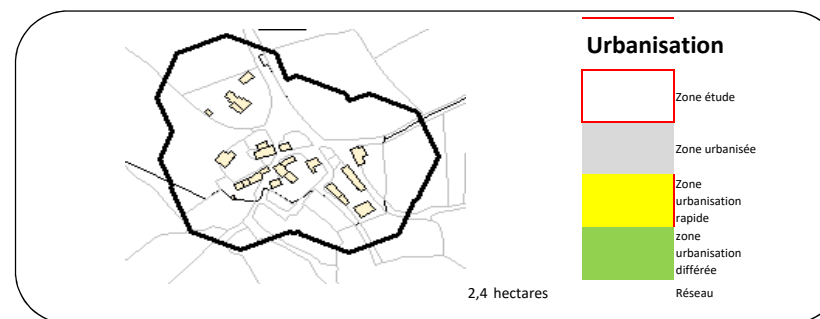 Urbanisation
Zone étude
Zone urbanisée
Zone
urbanisation
rapide
zone
urbanisation
différée
2,4 hectares
Réseau